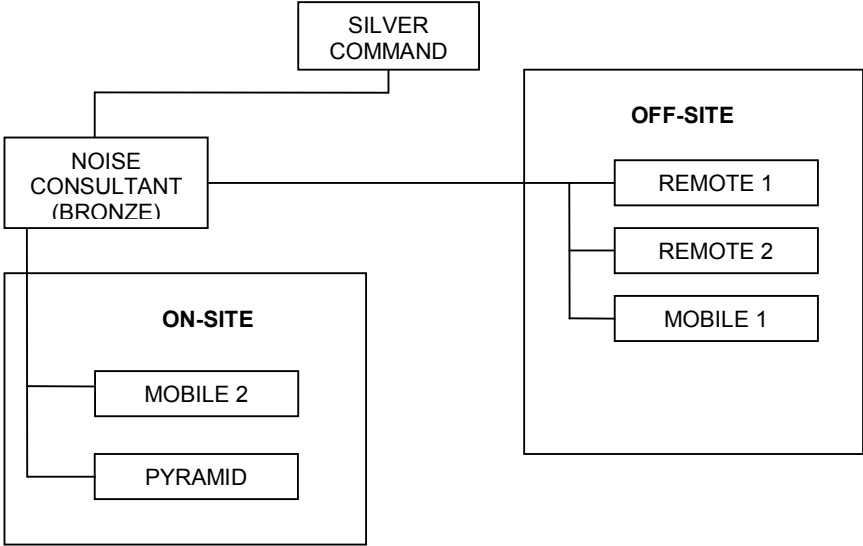 SILVER
COMMAND
OFF-SITE
NOISE
CONSULTANT
(BRONZE)
REMOTE 1
REMOTE 2
MOBILE 1
ON-SITE
MOBILE 2
PYRAMID